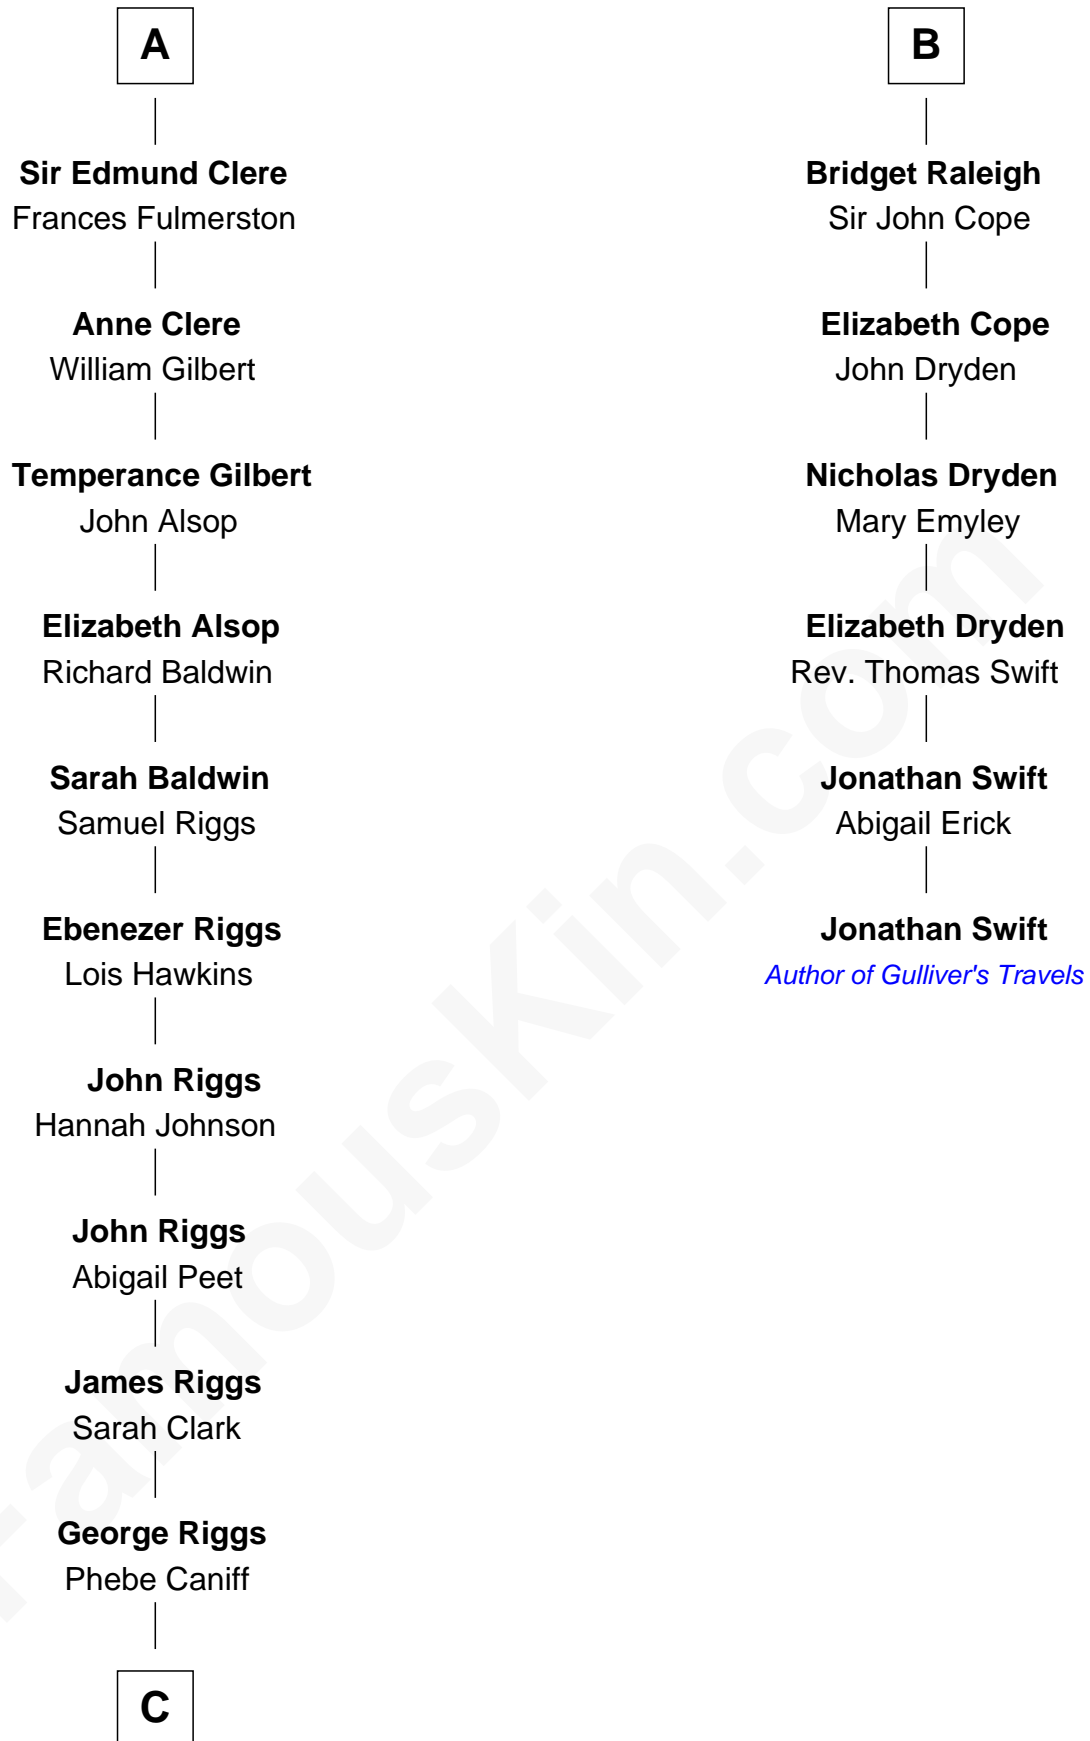 A
Sir Edmund Clere
Frances Fulmerston
Anne Clere
William Gilbert
Temperance Gilbert
John Alsop
Elizabeth Alsop
Richard Baldwin
Sarah Baldwin
Samuel Riggs
Ebenezer Riggs
Lois Hawkins
John Riggs
Hannah Johnson
John Riggs
Abigail Peet
James Riggs
Sarah Clark
George Riggs
Phebe Caniff
C
B
Bridget Raleigh
Sir John Cope
Elizabeth Cope
John Dryden
Nicholas Dryden
Mary Emyley
Elizabeth Dryden
Rev. Thomas Swift
Jonathan Swift
Abigail Erick
Jonathan Swift
Author of Gulliver's Travels
FamousKin.com